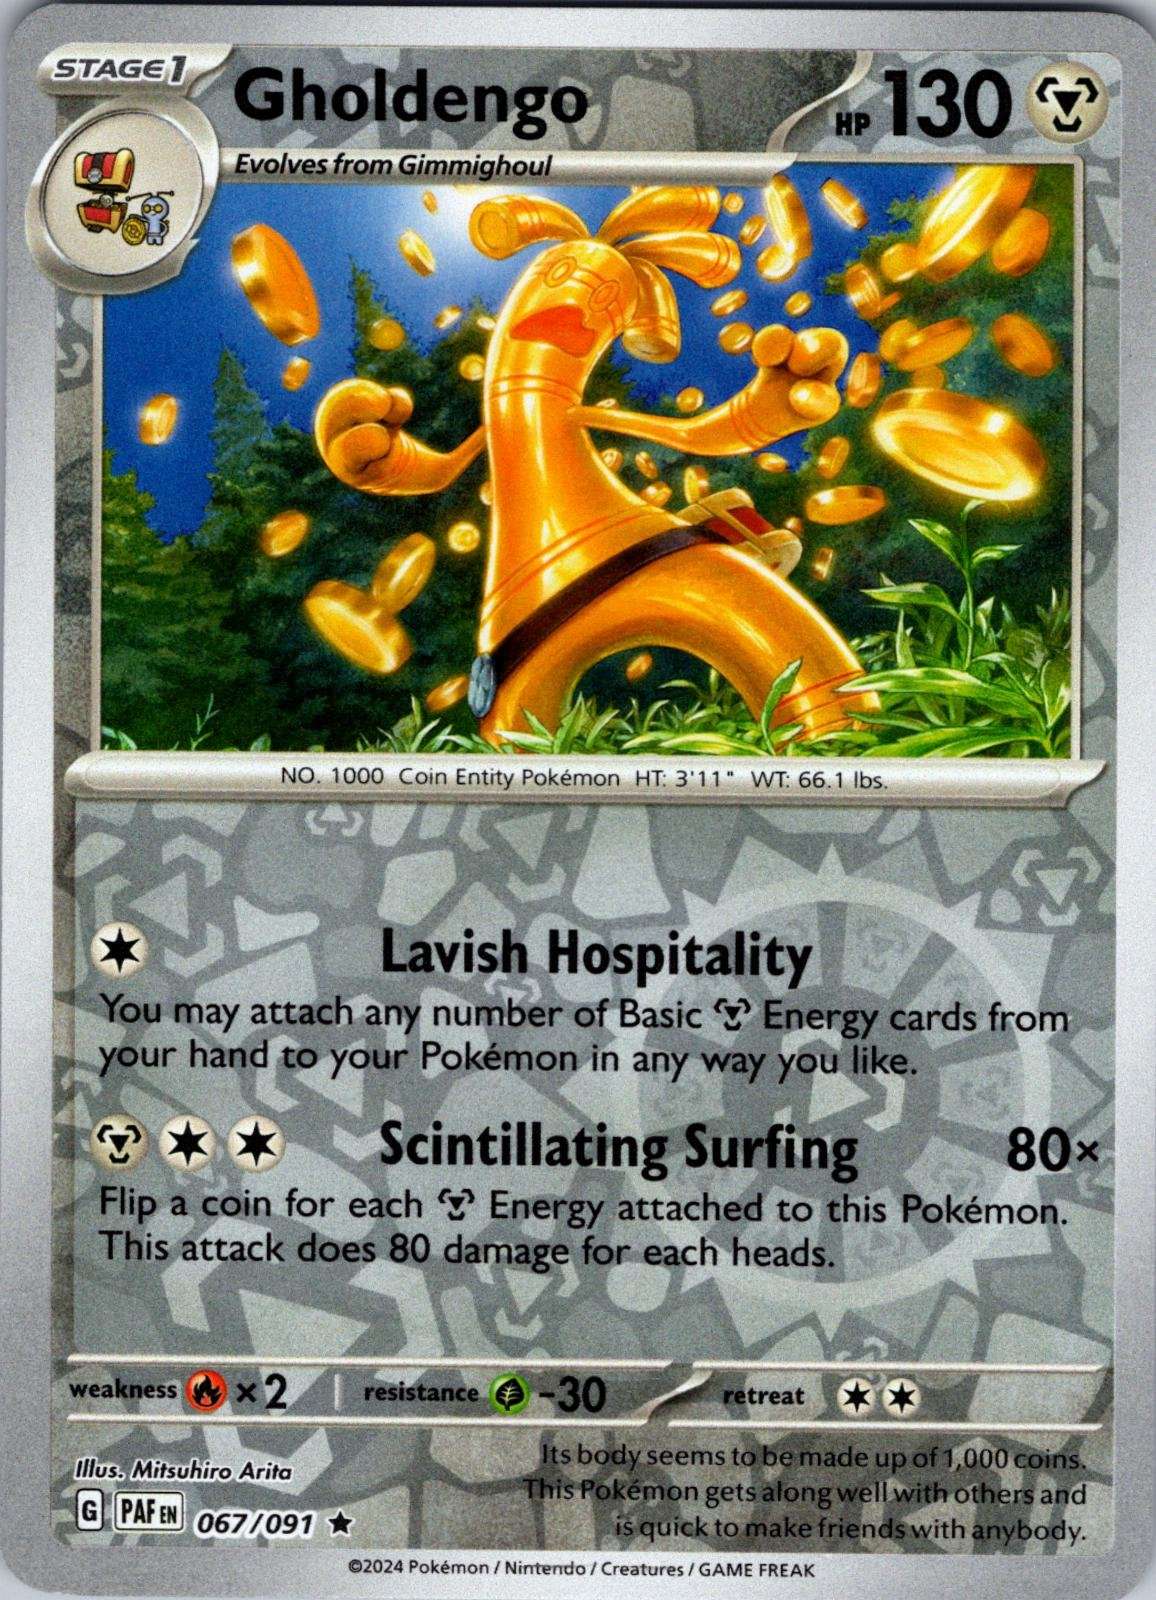 STAGE 1
Gholdengo
HP 130
Evolves from Gimmighoul
NO. 1000 Coin Entity Pokémon HT: 3'11" WT: 66.1 lbs.
Lavish Hospitality
You may attach any number of Basic Energy cards from
your hand to your Pokémon in any way you like.
Scintillating Surfing 80×
Flip a coin for each Energy attached to this Pokémon.
This attack does 80 damage for each heads.
weakness ×2 resistance -30 retreat
Illus. Mitsuhiro Arita
G PAF EN 067/091 ★
Its body seems to be made up of 1,000 coins.
This Pokémon gets along well with others and
is quick to make friends with anybody.
©2024 Pokémon / Nintendo / Creatures / GAME FREAK